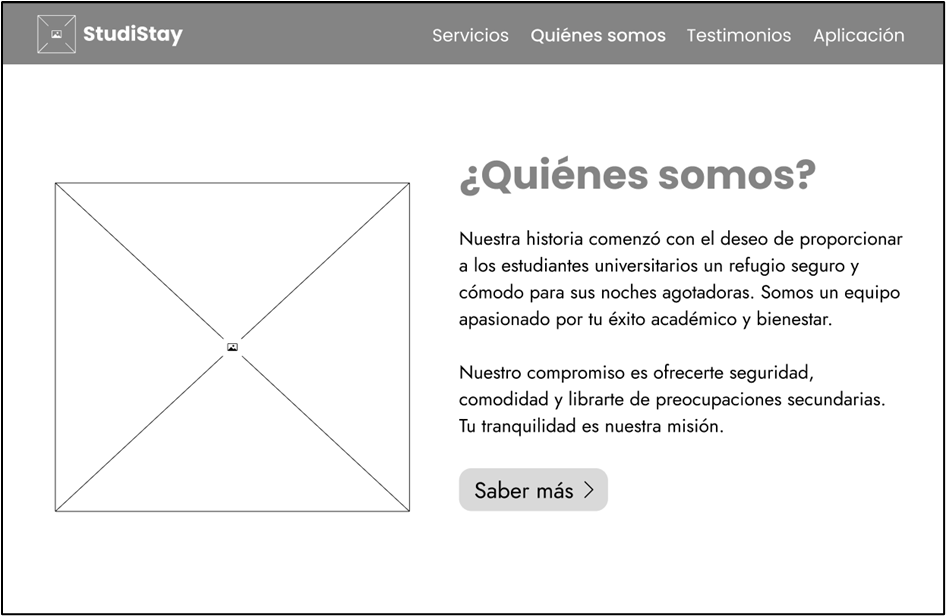 StudiStay
Servicios Quiénes somos Testimonios Aplicación
¿Quiénes somos?
Nuestra historia comenzó con el deseo de proporcionar
a los estudiantes universitarios un refugio seguro y
cómodo para sus noches agotadoras. Somos un equipo
apasionado por tu éxito académico y bienestar.
Nuestro compromiso es ofrecerte seguridad,
comodidad y librarte de preocupaciones secundarias.
Tu tranquilidad es nuestra misión.
Saber más